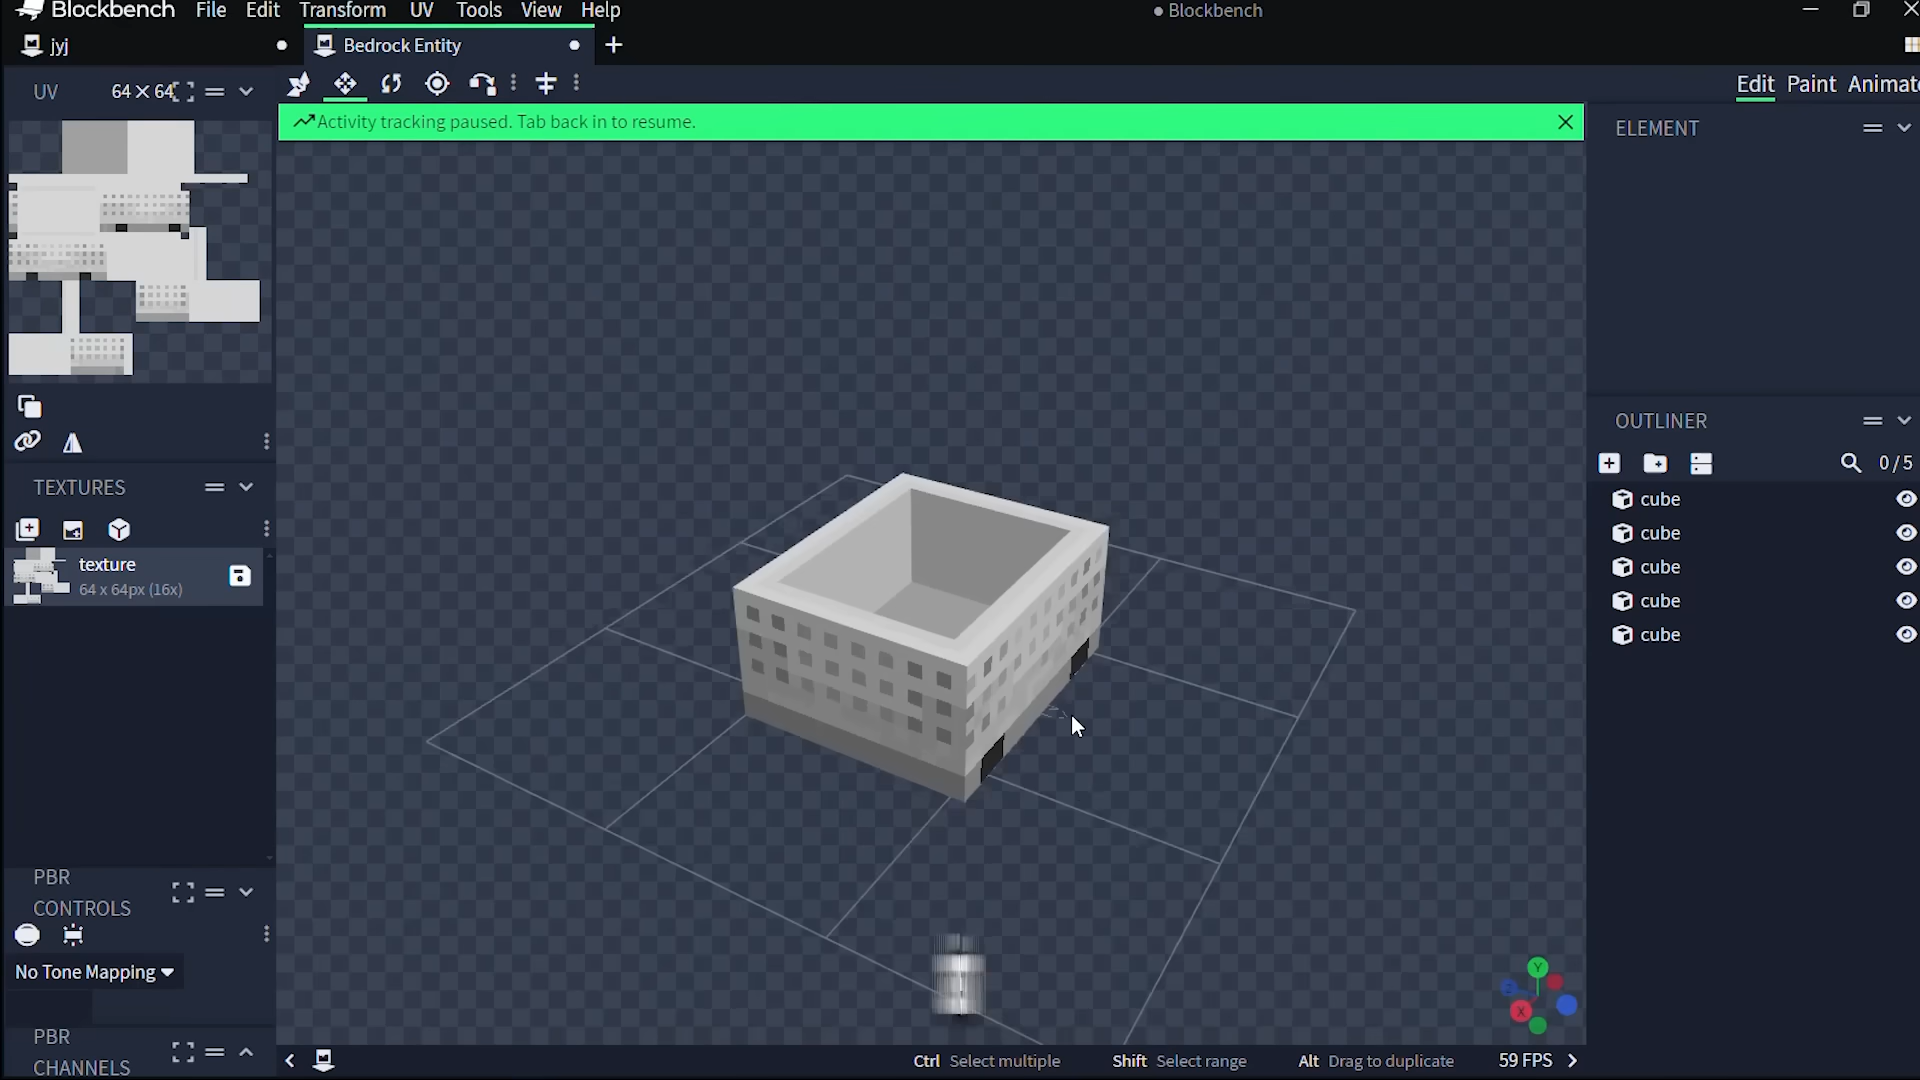 Blockbench File Edit Transform UV Tools View Help
● Blockbench
jyj
Bedrock Entity
UV 64×64
Edit Paint Animat
Activity tracking paused. Tab back in to resume.
ELEMENT
OUTLINER
0/5
cube
cube
cube
cube
cube
TEXTURES
texture
64 x 64px (16x)
PBR
CONTROLS
No Tone Mapping
PBR
CHANNELS
Y
Z
X
Ctrl Select multiple Shift Select range Alt Drag to duplicate 59 FPS